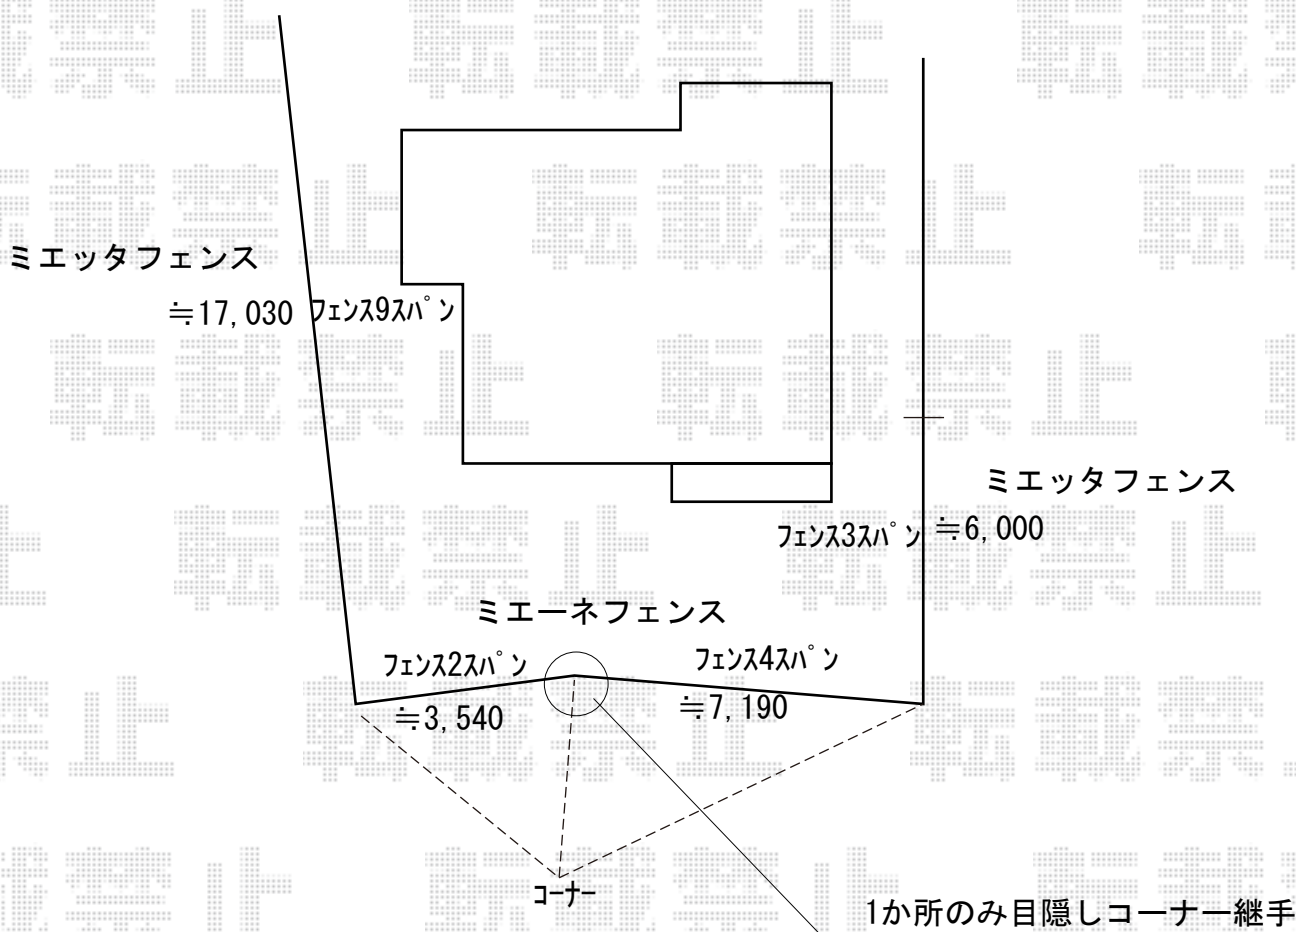 ミエッタフェンス
≒17,030 フェンス9スパン
ミエッタフェンス
フェンス3スパン ≒6,000
ミエーネフェンス
フェンス2スパン
フェンス4スパン
≒3,540
≒7,190
コーナー
1か所のみ目隠しコーナー継手
転載禁止